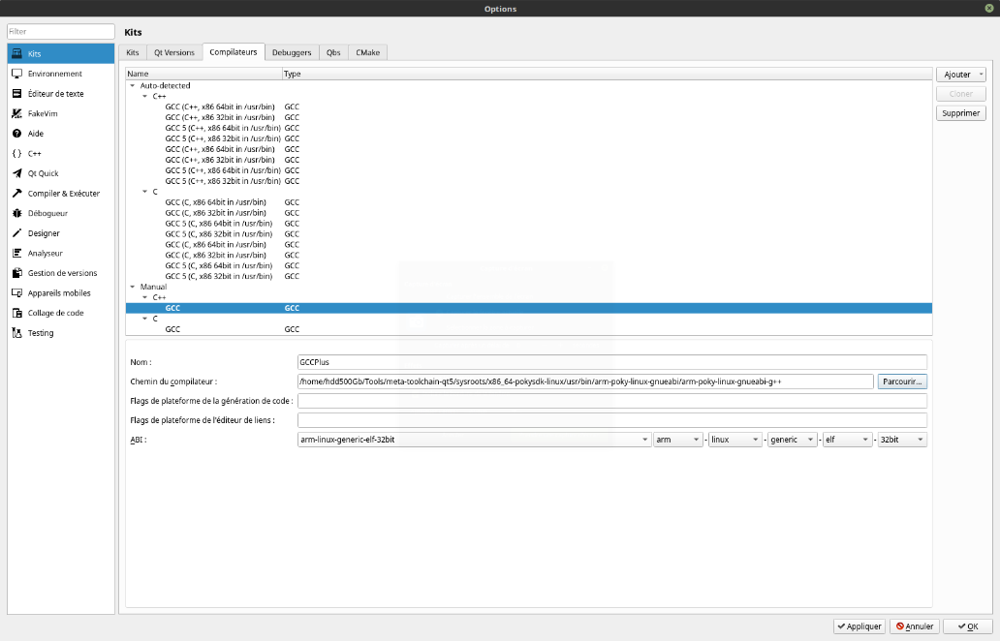 Options
Filter
Kits
Environnement
Éditeur de texte
FakeVim
Aide
C++
Qt Quick
Compiler & Exécuter
Débogueur
Designer
Analyseur
Gestion de versions
Appareils mobiles
Collage de code
Testing
Kits
Kits Qt Versions Compilateurs Debuggers Qbs CMake
Name Type
Auto-detected
C++
GCC (C++, x86 64bit in /usr/bin) GCC
GCC (C++, x86 32bit in /usr/bin) GCC
GCC 5 (C++, x86 64bit in /usr/bin) GCC
GCC 5 (C++, x86 32bit in /usr/bin) GCC
GCC (C++, x86 64bit in /usr/bin) GCC
GCC (C++, x86 32bit in /usr/bin) GCC
GCC 5 (C++, x86 64bit in /usr/bin) GCC
GCC 5 (C++, x86 32bit in /usr/bin) GCC
C
GCC (C, x86 64bit in /usr/bin) GCC
GCC (C, x86 32bit in /usr/bin) GCC
GCC 5 (C, x86 64bit in /usr/bin) GCC
GCC 5 (C, x86 32bit in /usr/bin) GCC
GCC (C, x86 64bit in /usr/bin) GCC
GCC (C, x86 32bit in /usr/bin) GCC
GCC 5 (C, x86 64bit in /usr/bin) GCC
GCC 5 (C, x86 32bit in /usr/bin) GCC
Manual
C++
GCC GCC
C
GCC GCC
Ajouter
Cloner
Supprimer
Nom : GCCPlus
Chemin du compilateur : /home/hdd500Gb/Tools/meta-toolchain-qt5/sysroots/x86_64-pokysdk-linux/usr/bin/arm-poky-linux-gnueabi/arm-poky-linux-gnueabi-g++ Parcourir...
Flags de plateforme de la génération de code :
Flags de plateforme de l'éditeur de liens :
ABI : arm-linux-generic-elf-32bit arm - linux - generic - elf - 32bit
Appliquer Annuler OK